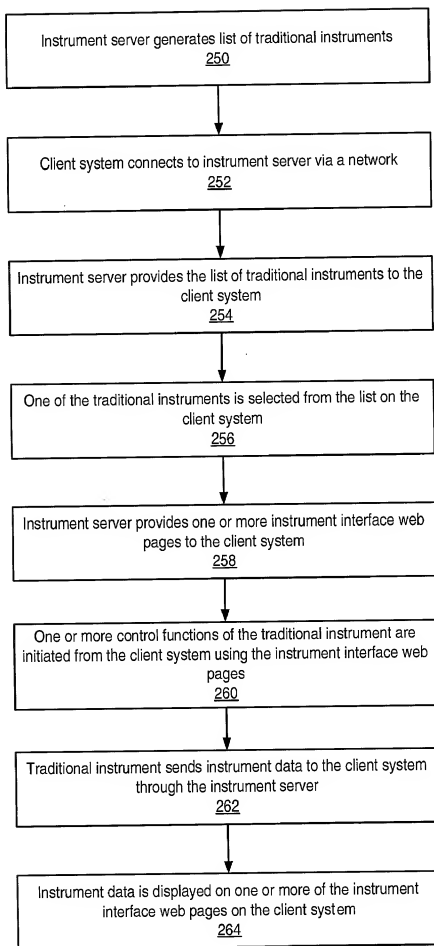 Instrument server generates list of traditional instruments
250
Client system connects to instrument server via a network
252
Instrument server provides the list of traditional instruments to the
client system
254
One of the traditional instruments is selected from the list on the
client system
256
Instrument server provides one or more instrument interface web
pages to the client system
258
One or more control functions of the traditional instrument are
initiated from the client system using the instrument interface web
pages
260
Traditional instrument sends instrument data to the client system
through the instrument server
262
Instrument data is displayed on one or more of the instrument
interface web pages on the client system
264